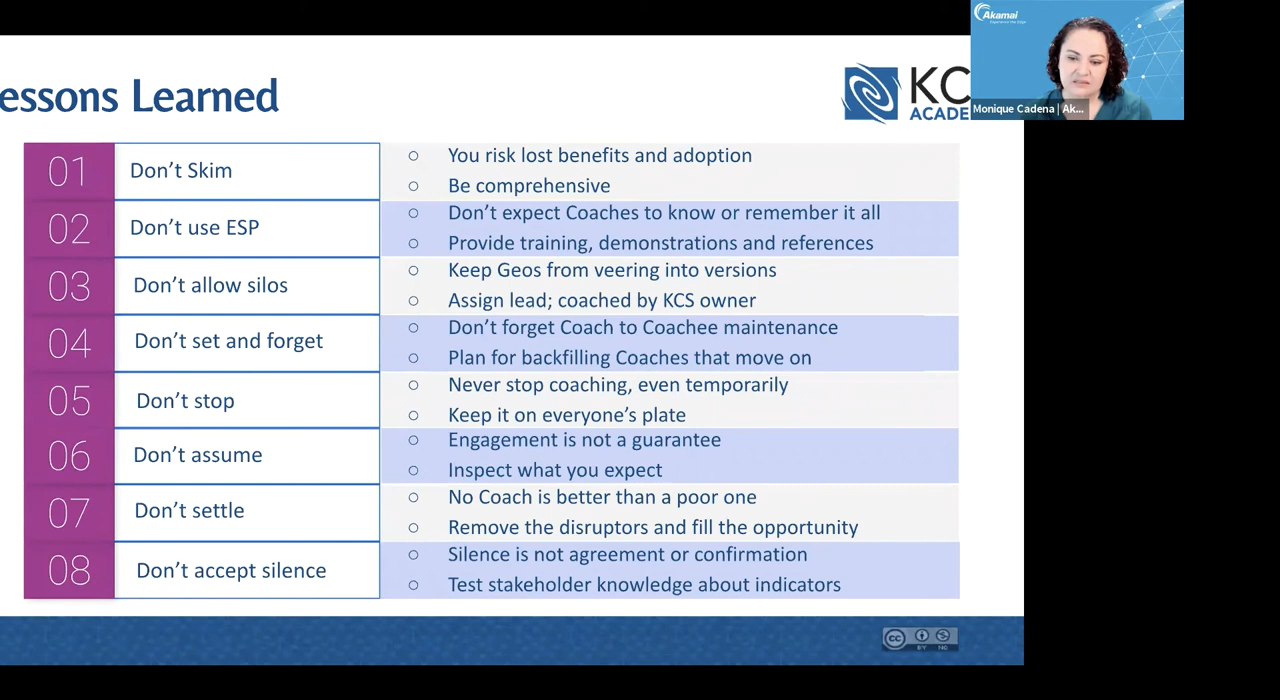 Akamai
Monique Cadena | Ak...
essons Learned
KC
ACADE
01
Don't Skim
○ You risk lost benefits and adoption
○ Be comprehensive
02
Don't use ESP
○ Don't expect Coaches to know or remember it all
○ Provide training, demonstrations and references
03
Don't allow silos
○ Keep Geos from veering into versions
○ Assign lead; coached by KCS owner
04
Don't set and forget
○ Don't forget Coach to Coachee maintenance
○ Plan for backfilling Coaches that move on
05
Don't stop
○ Never stop coaching, even temporarily
○ Keep it on everyone's plate
06
Don't assume
○ Engagement is not a guarantee
○ Inspect what you expect
07
Don't settle
○ No Coach is better than a poor one
○ Remove the disruptors and fill the opportunity
08
Don't accept silence
○ Silence is not agreement or confirmation
○ Test stakeholder knowledge about indicators
cc
BY NC